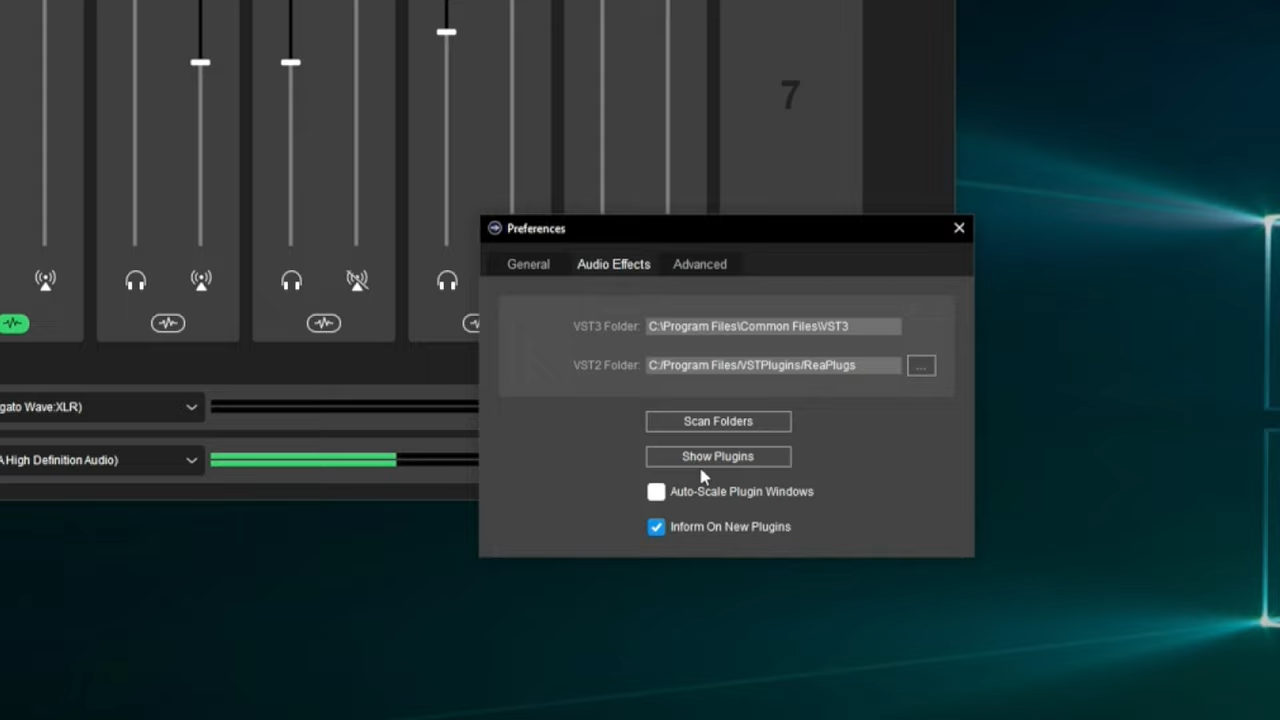 7
Preferences
General
Audio Effects
Advanced
VST3 Folder: C:\Program Files\Common Files\VST3
VST2 Folder: C:/Program Files/VSTPlugins/ReaPlugs ...
Scan Folders
Show Plugins
Auto-Scale Plugin Windows
Inform On New Plugins
gato Wave:XLR)
A High Definition Audio)